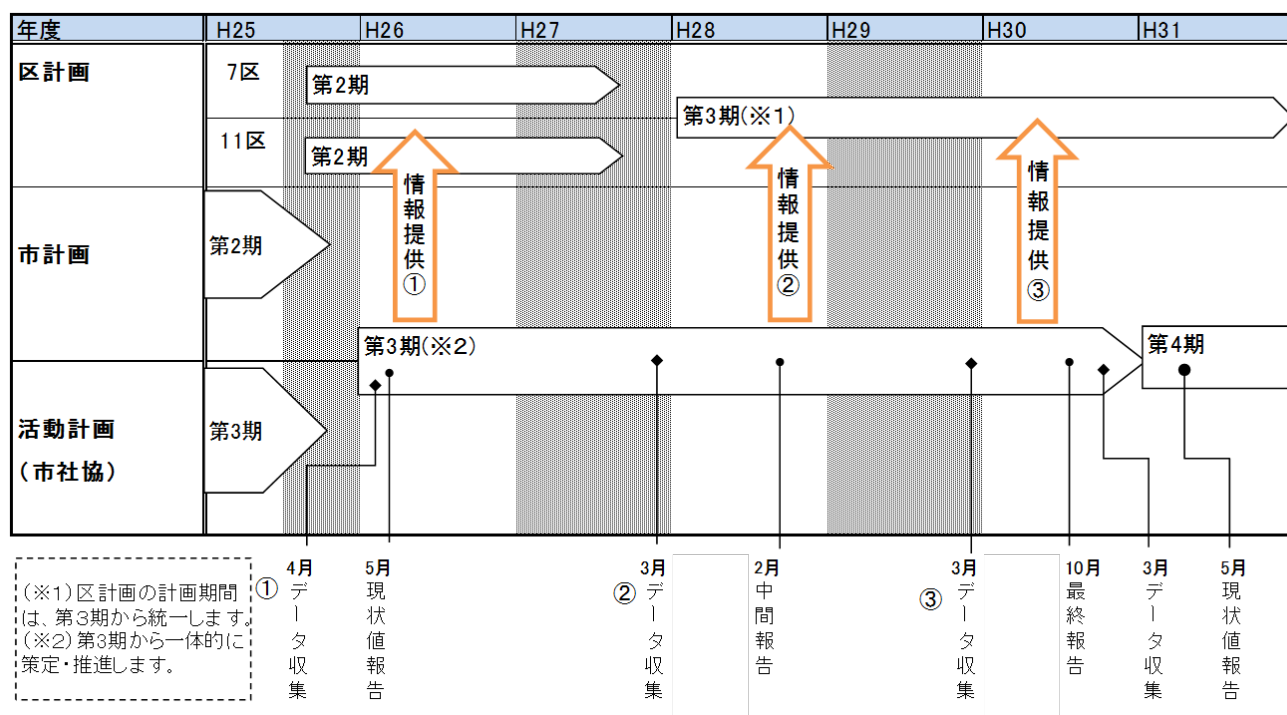 年度 H25 H26 H27 H28 H29 H30 H31
区計画
7区
第2期
第3期(※1)
11区
第2期
情報提供①
情報提供②
情報提供③
市計画
第2期
第3期(※2)
第4期
活動計画
(市社協)
第3期
(※1)区計画の計画期間
は、第3期から統一します。
(※2)第3期から一体的に
策定・推進します。
① 4月 データ収集
5月 現状値報告
② 3月 データ収集
2月 中間報告
③ 3月 データ収集
10月 最終報告
3月 データ収集
5月 現状値報告